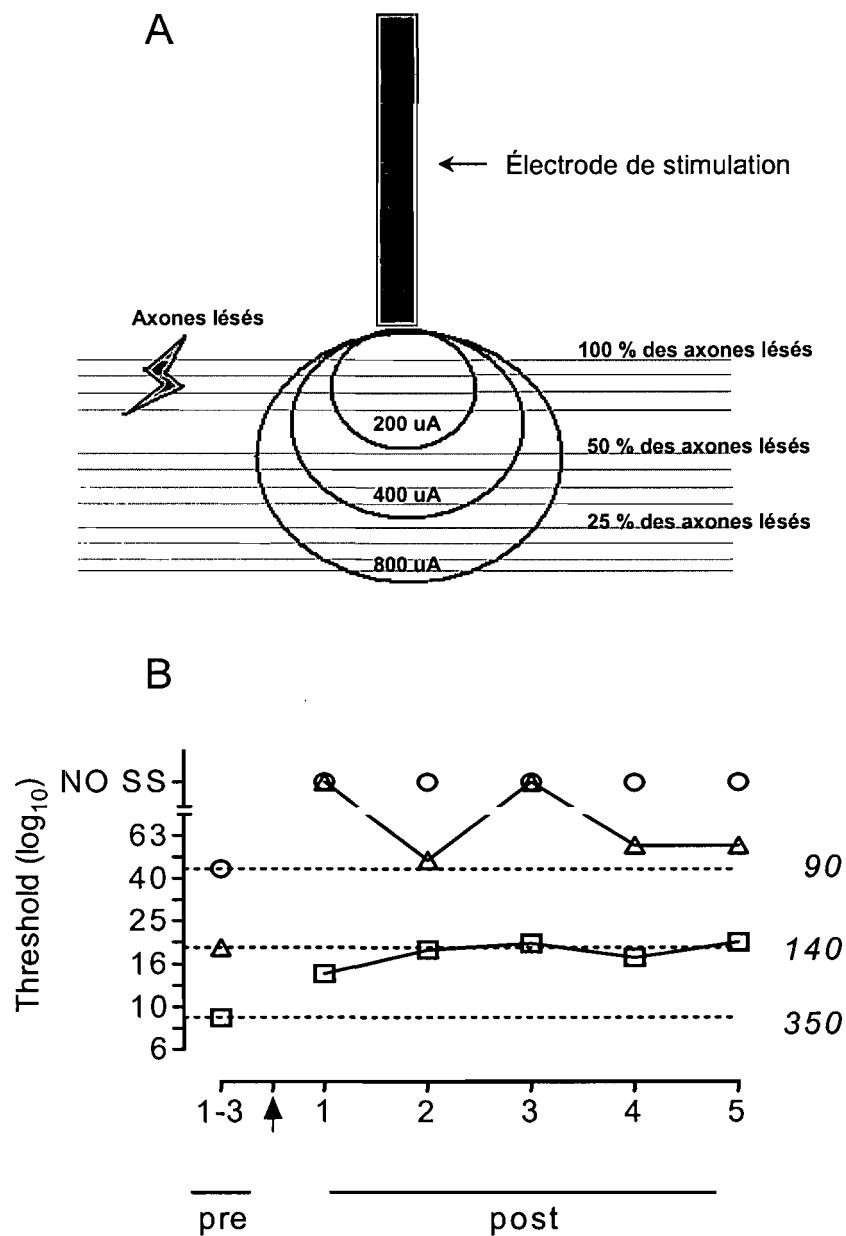 A
Électrode de stimulation
Axones lésés
100 % des axones lésés
200 uA
50 % des axones lésés
400 uA
25 % des axones lésés
800 uA
B
Threshold (log10)
NO SS
63
40
25
16
10
6
90
140
350
1-3
1
2
3
4
5
pre
post